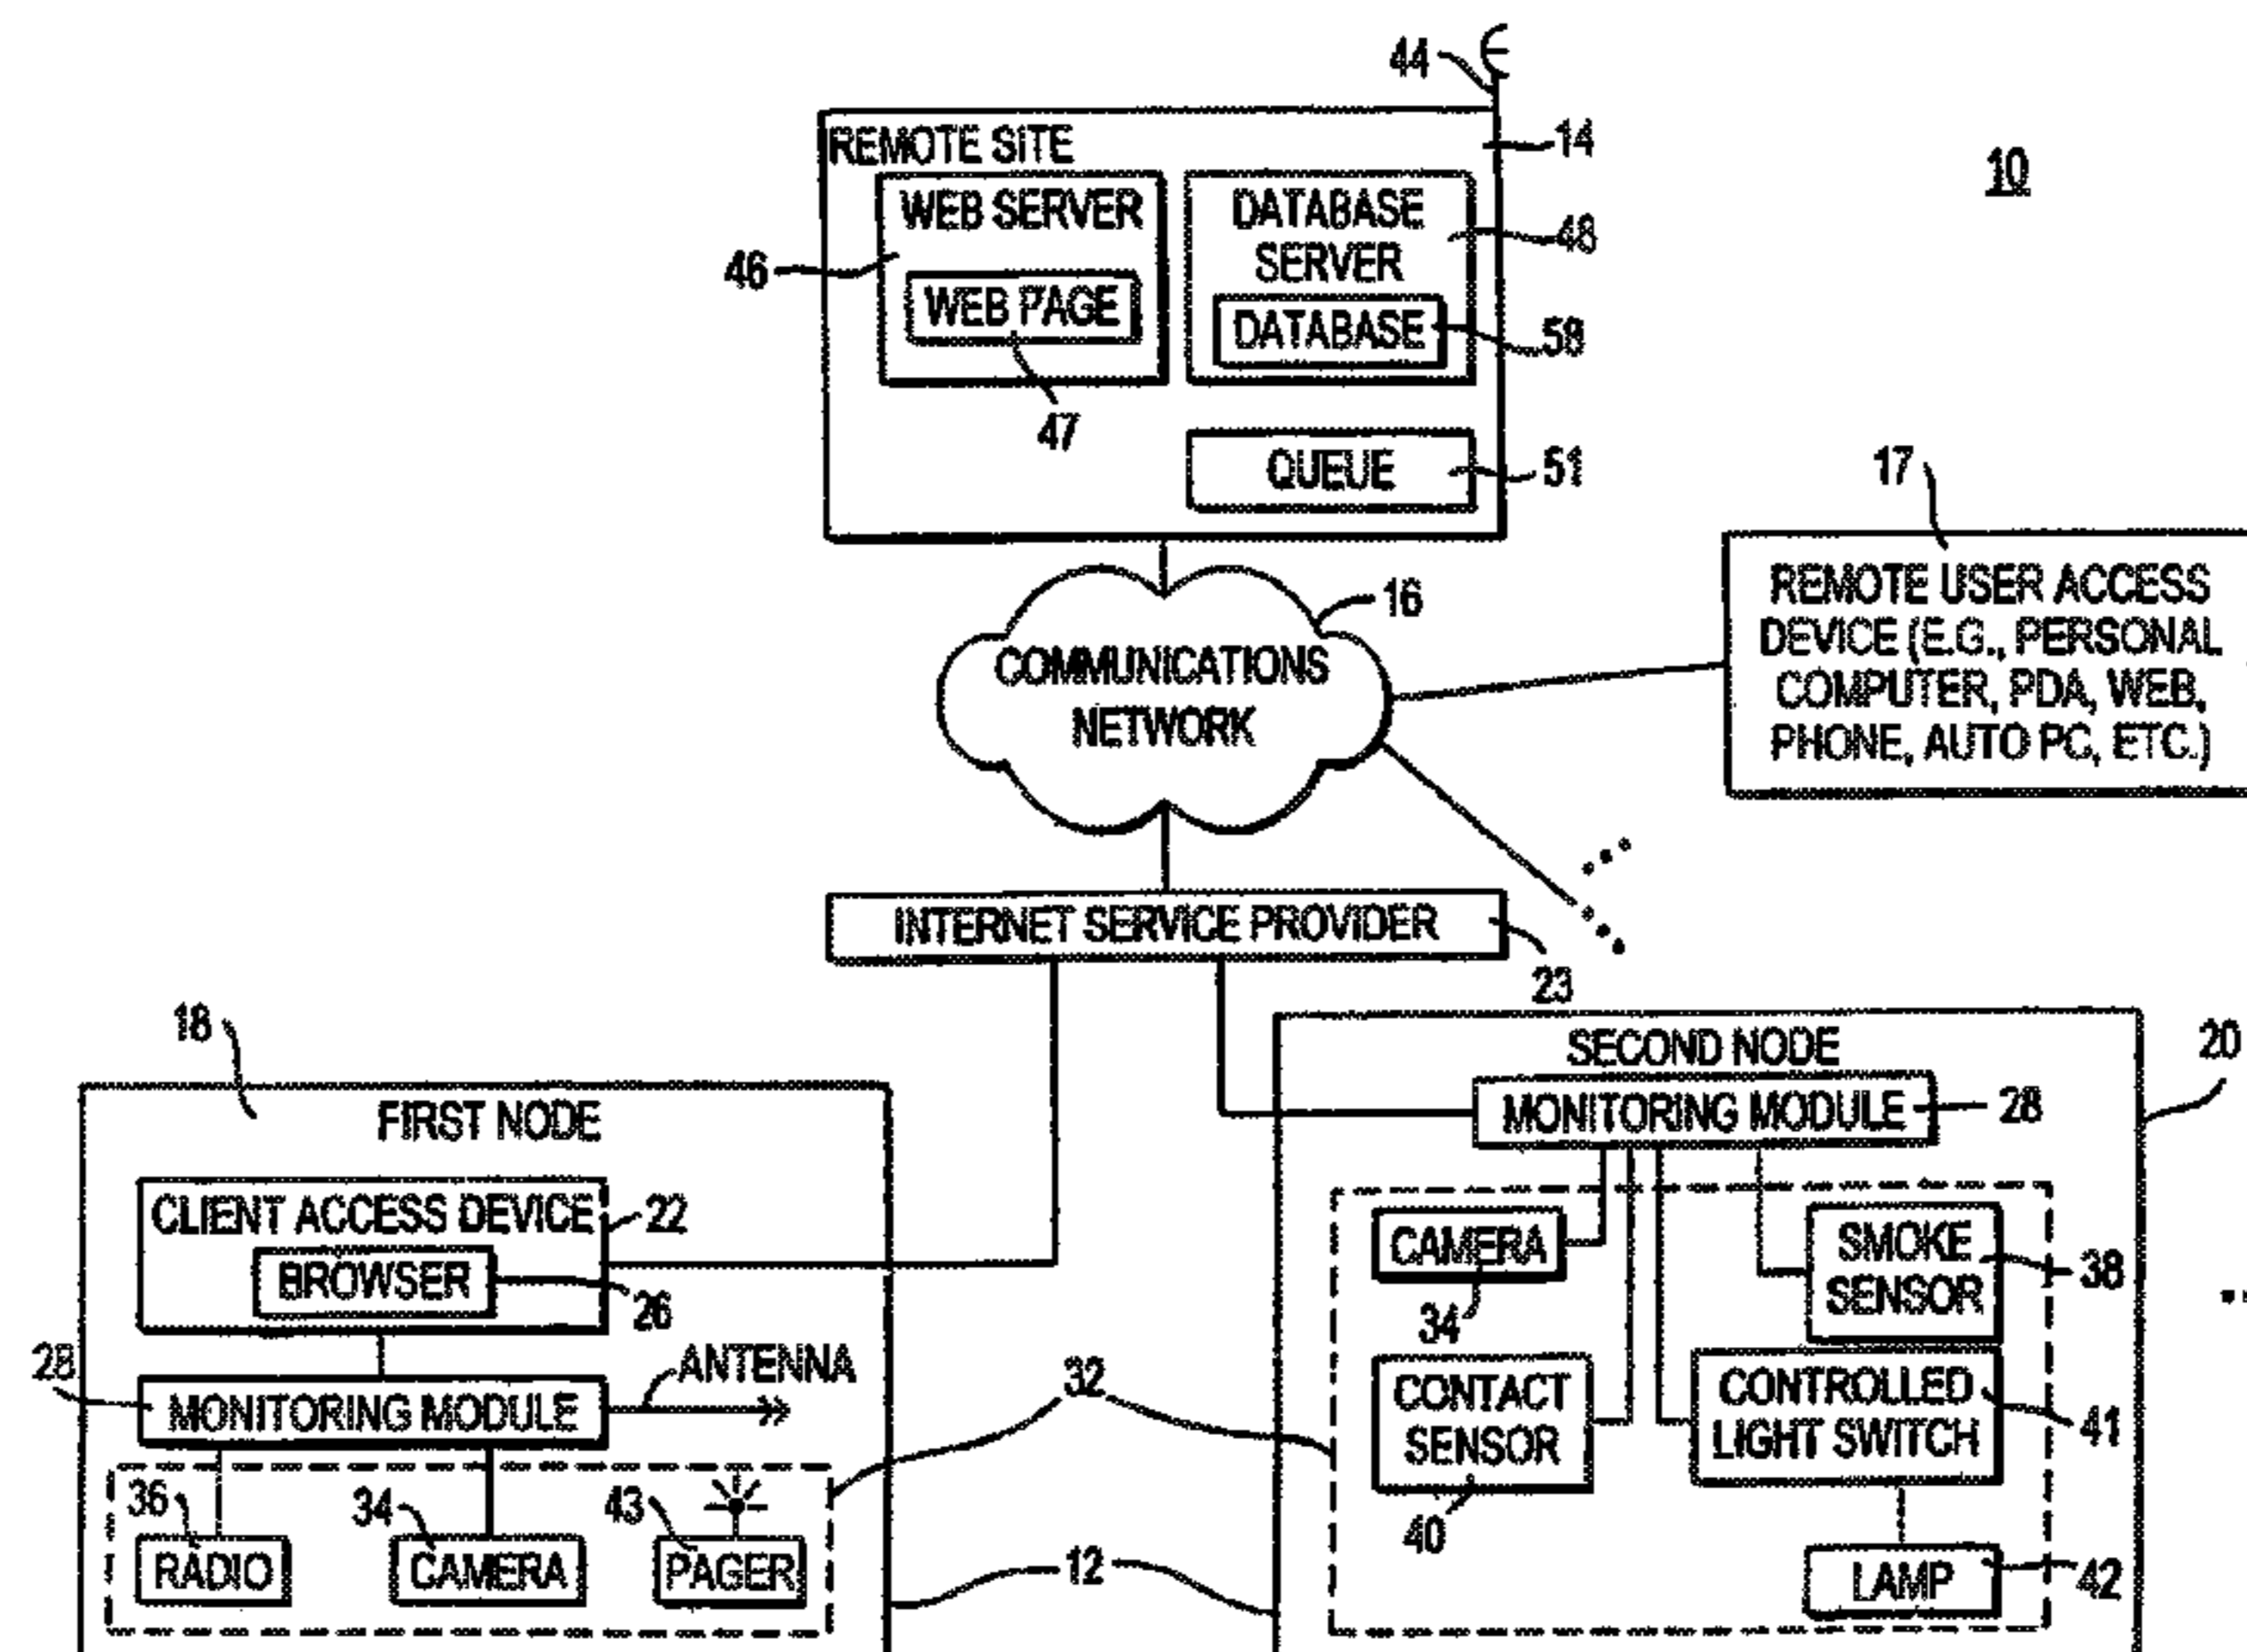 44
REMOTE SITE
14
10
WEB SERVER
46
WEB PAGE
47
DATABASE
SERVER
48
DATABASE
58
QUEUE
51
17
REMOTE USER ACCESS
DEVICE (E.G., PERSONAL
COMPUTER, PDA, WEB,
PHONE, AUTO PC, ETC.)
16
COMMUNICATIONS
NETWORK
INTERNET SERVICE PROVIDER
23
18
FIRST NODE
CLIENT ACCESS DEVICE
22
BROWSER
26
28
MONITORING MODULE
ANTENNA
36
RADIO
34
CAMERA
43
PAGER
32
12
SECOND NODE
20
MONITORING MODULE
28
CAMERA
34
SMOKE
SENSOR
38
CONTACT
SENSOR
40
CONTROLLED
LIGHT SWITCH
41
LAMP
42